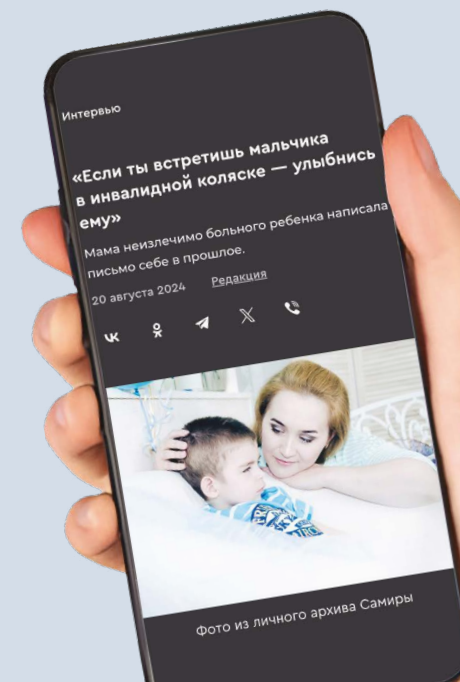 Интервью
«Если ты встретишь мальчика
в инвалидной коляске — улыбнись
ему»
Мама неизлечимо больного ребенка написала
письмо себе в прошлое.
20 августа 2024 Редакция
Фото из личного архива Самиры